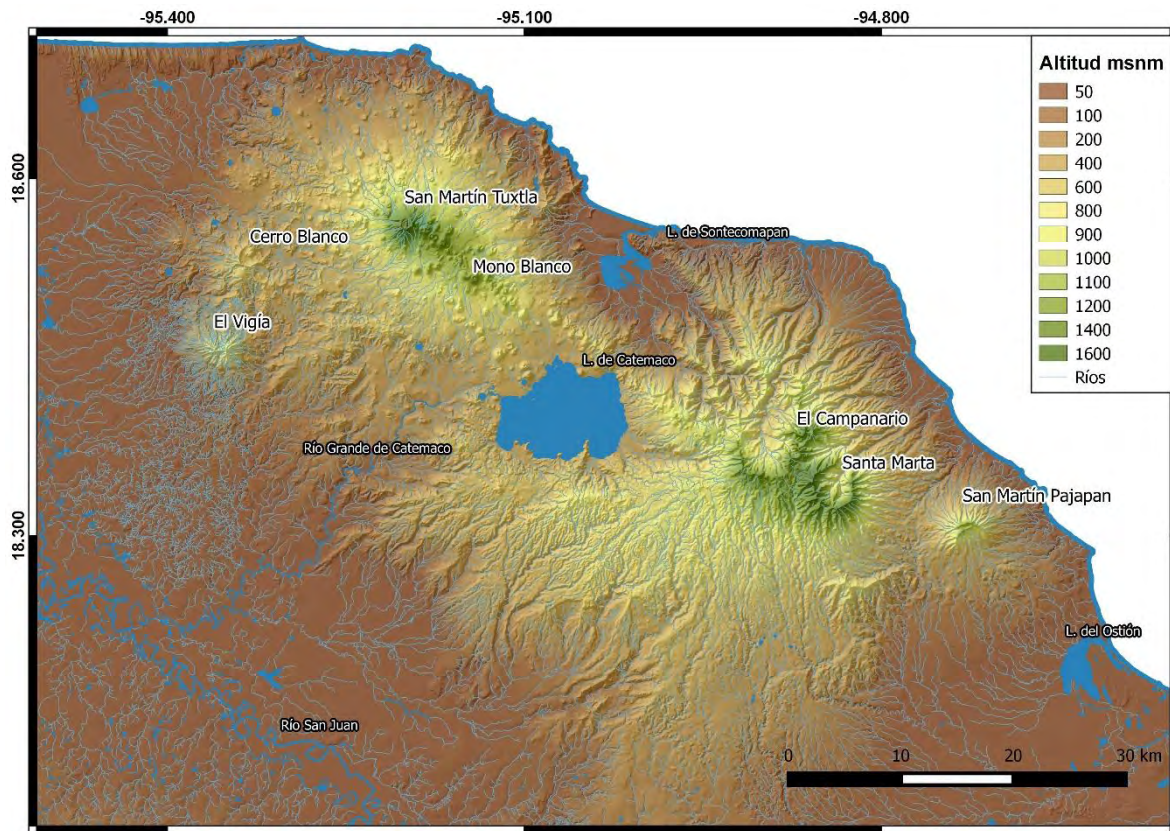 -95.400
-95.100
-94.800
18.600
18.300
Altitud msnm
50
100
200
400
600
800
900
1000
1100
1200
1400
1600
Ríos
San Martín Tuxtla
L. de Sontecomapan
Cerro Blanco
Mono Blanco
El Vigía
L. de Catemaco
El Campanario
Río Grande de Catemaco
Santa Marta
San Martín Pajapan
L. del Ostión
Río San Juan
0
10
20
30 km